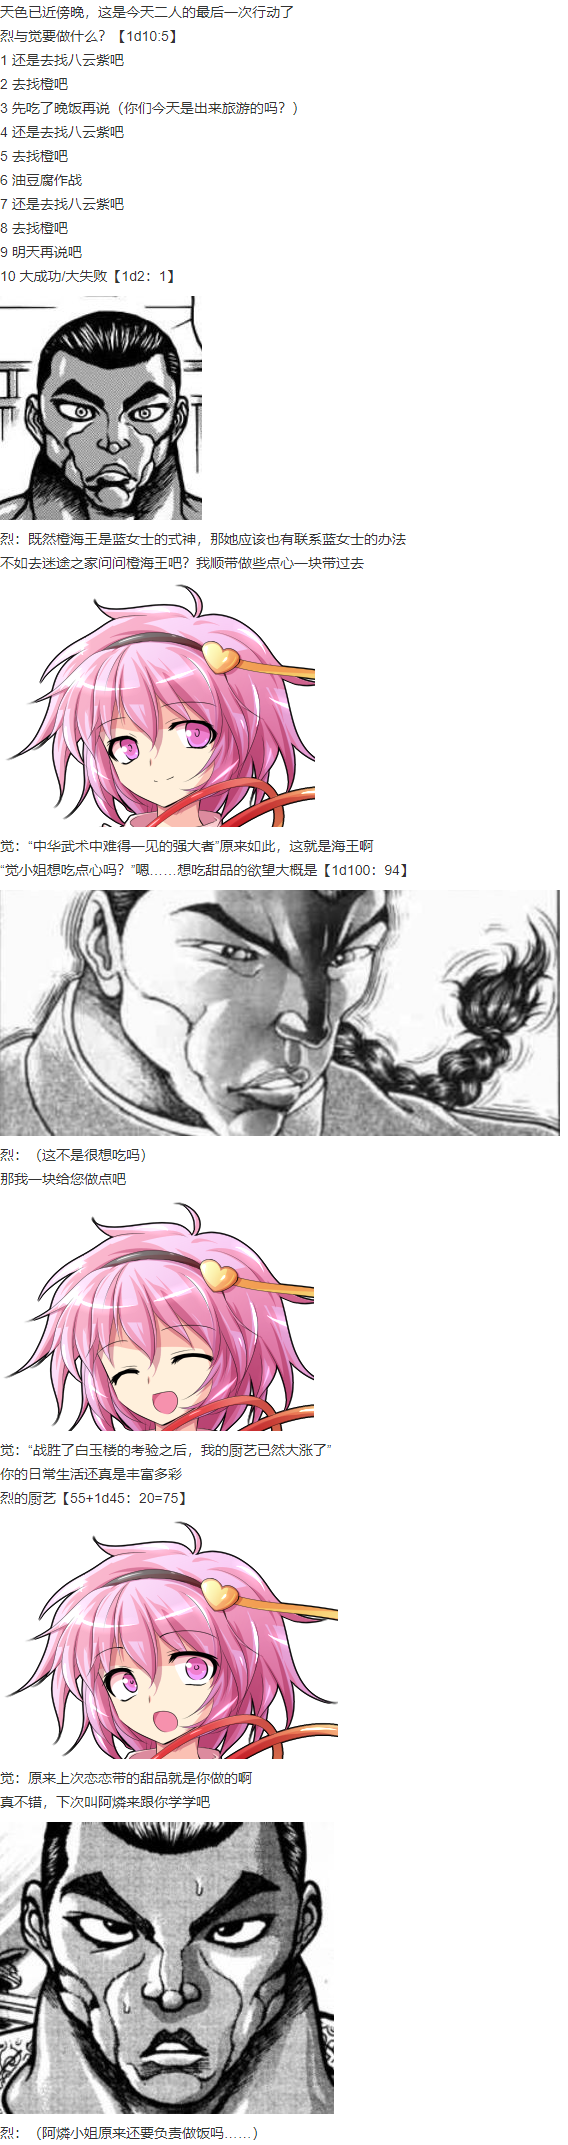 天色已近傍晚，这是今天二人的最后一次行动了
烈与觉要做什么？【1d10:5】
1 还是去找八云紫吧
2 去找橙吧
3 先吃了晚饭再说（你们今天是出来旅游的吗？）
4 还是去找八云紫吧
5 去找橙吧
6 油豆腐作战
7 还是去找八云紫吧
8 去找橙吧
9 明天再说吧
10 大成功/大失败【1d2：1】
烈：既然橙海王是蓝女士的式神，那她应该也有联系蓝女士的办法
不如去迷途之家问问橙海王吧？我顺带做些点心一块带过去
觉：“中华武术中难得一见的强大者”原来如此，这就是海王啊
“觉小姐想吃点心吗？”嗯……想吃甜品的欲望大概是【1d100：94】
烈：（这不是很想吃吗）
那我一块给您做点吧
觉：“战胜了白玉楼的考验之后，我的厨艺已然大涨了”
你的日常生活还真是丰富多彩
烈的厨艺【55+1d45：20=75】
觉：原来上次恋恋带的甜品就是你做的啊
真不错，下次叫阿燐来跟你学学吧
烈：（阿燐小姐原来还要负责做饭吗……）